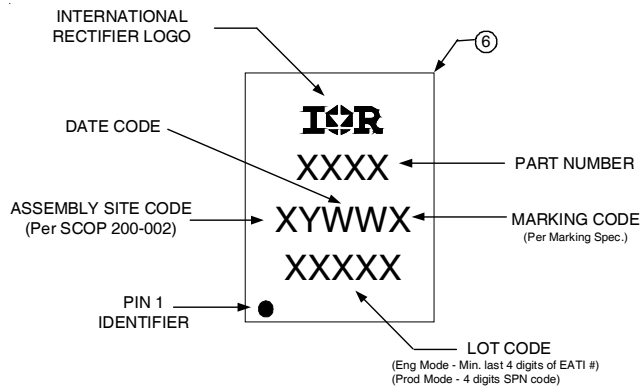 INTERNATIONAL
RECTIFIER LOGO
6
IOR
DATE CODE
XXXX
PART NUMBER
ASSEMBLY SITE CODE
(Per SCOP 200-002)
XYWWX
MARKING CODE
(Per Marking Spec.)
XXXXX
PIN 1
IDENTIFIER
LOT CODE
(Eng Mode - Min. last 4 digits of EATI #)
(Prod Mode - 4 digits SPN code)